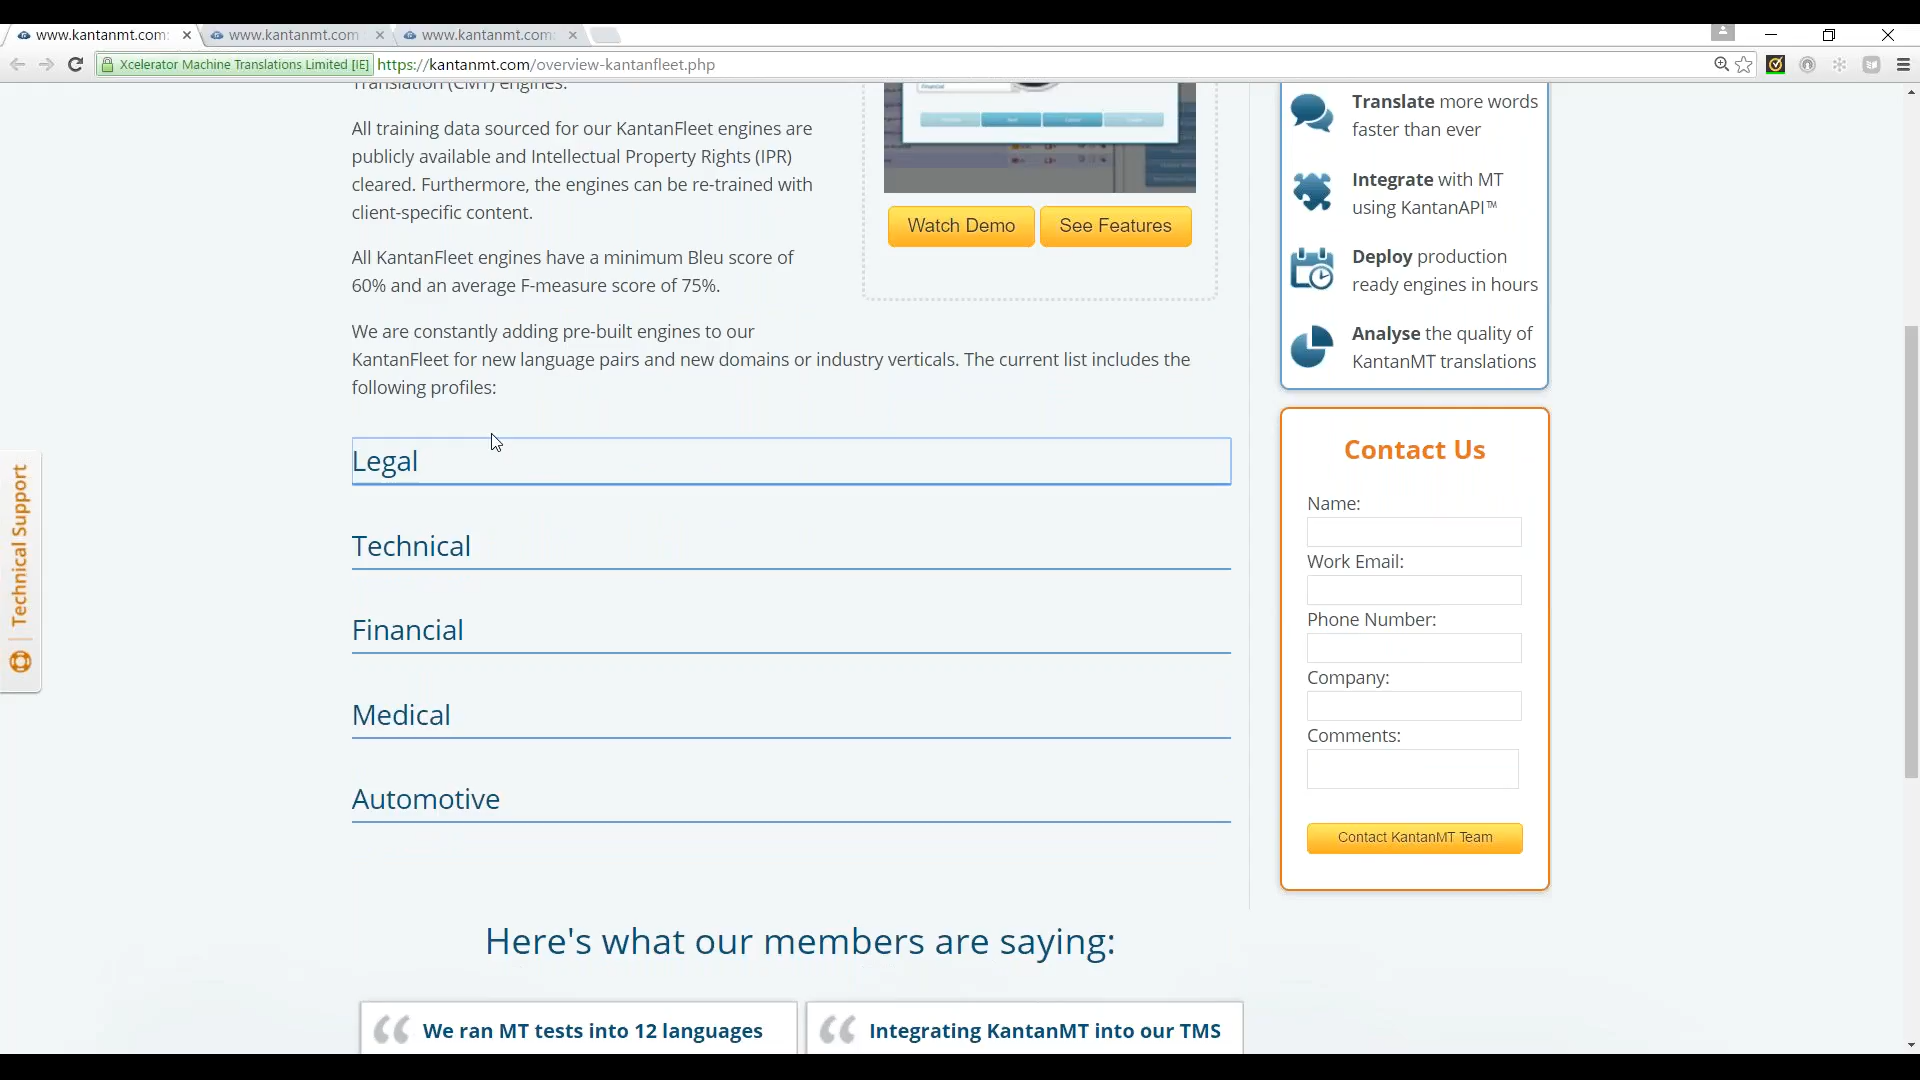 www.kantanmt.com:
www.kantanmt.com
www.kantanmt.com:
Xcelerator Machine Translations Limited [IE]
https://kantanmt.com/overview-kantanfleet.php
Translation (CMT) engines.
All training data sourced for our KantanFleet engines are
publicly available and Intellectual Property Rights (IPR)
cleared. Furthermore, the engines can be re-trained with
client-specific content.
All KantanFleet engines have a minimum Bleu score of
60% and an average F-measure score of 75%.
We are constantly adding pre-built engines to our
KantanFleet for new language pairs and new domains or industry verticals. The current list includes the
following profiles:
Financial
Watch Demo
See Features
Legal
Technical
Financial
Medical
Automotive
Here's what our members are saying:
We ran MT tests into 12 languages
Integrating KantanMT into our TMS
Translate more words
faster than ever
Integrate with MT
using KantanAPI™
Deploy production
ready engines in hours
Analyse the quality of
KantanMT translations
Contact Us
Name:
Work Email:
Phone Number:
Company:
Comments:
Contact KantanMT Team
Technical Support